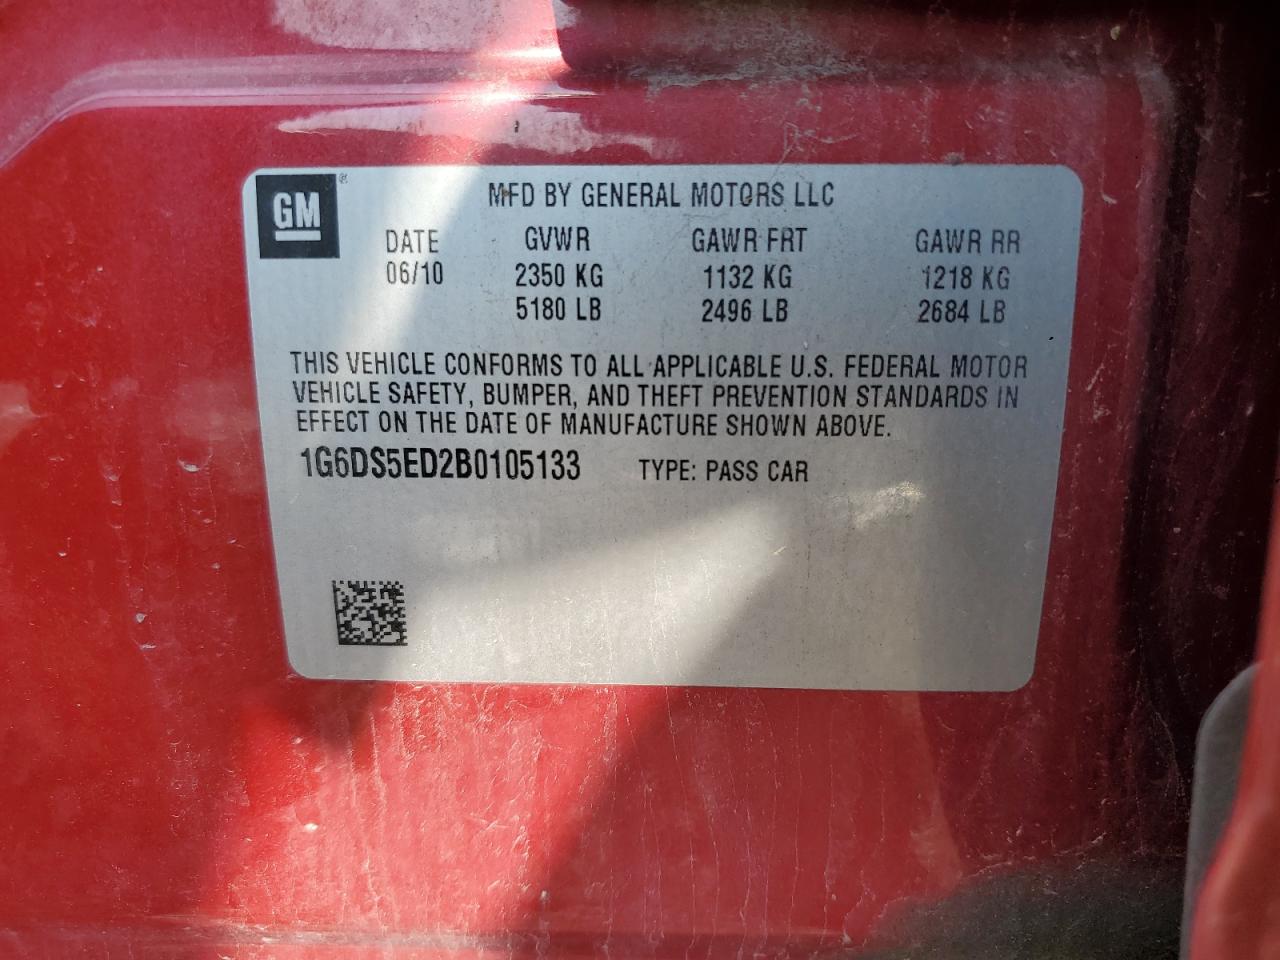 GM ®
MFD BY GENERAL MOTORS LLC
DATE GVWR GAWR FRT GAWR RR
06/10 2350 KG 1132 KG 1218 KG
5180 LB 2496 LB 2684 LB
THIS VEHICLE CONFORMS TO ALL APPLICABLE U.S. FEDERAL MOTOR
VEHICLE SAFETY, BUMPER, AND THEFT PREVENTION STANDARDS IN
EFFECT ON THE DATE OF MANUFACTURE SHOWN ABOVE.
1G6DS5ED2B0105133 TYPE: PASS CAR